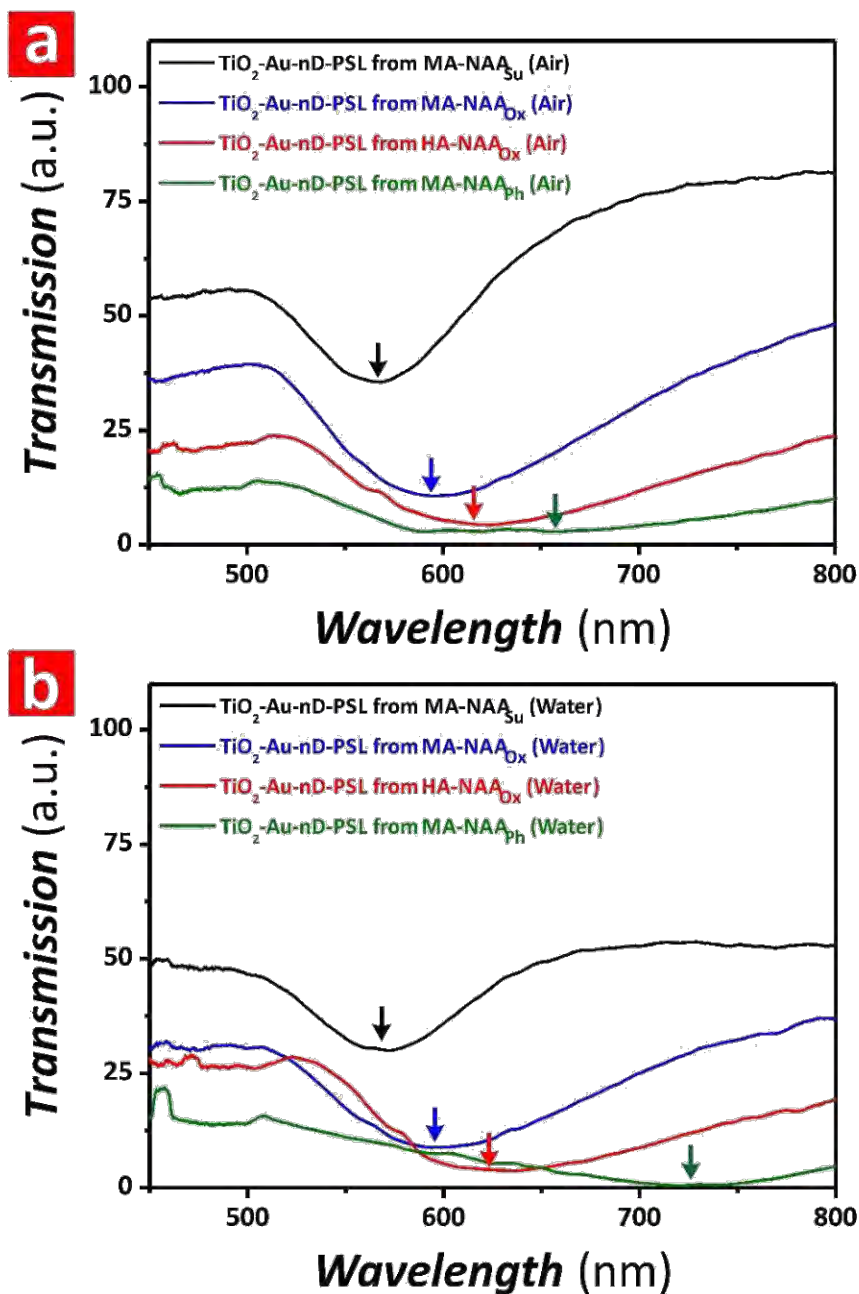 a
TiO2-Au-nD-PSL from MA-NAASu (Air)
TiO2-Au-nD-PSL from MA-NAAOx (Air)
TiO2-Au-nD-PSL from HA-NAAOx (Air)
TiO2-Au-nD-PSL from MA-NAAPh (Air)
Transmission (a.u.)
100
75
50
25
0
500
600
700
800
Wavelength (nm)
b
TiO2-Au-nD-PSL from MA-NAASu (Water)
TiO2-Au-nD-PSL from MA-NAAOx (Water)
TiO2-Au-nD-PSL from HA-NAAOx (Water)
TiO2-Au-nD-PSL from MA-NAAPh (Water)
Transmission (a.u.)
100
75
50
25
0
500
600
700
800
Wavelength (nm)